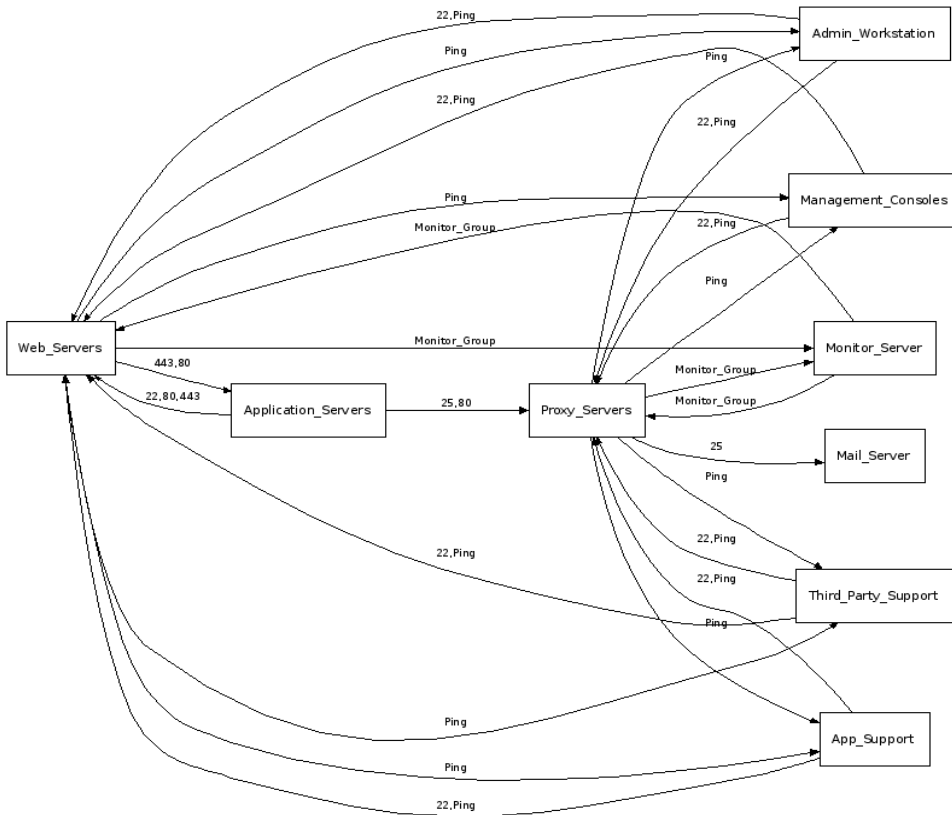 22,Ping
Admin_Workstation
Ping
Ping
22,Ping
22,Ping
Ping
Management_Consoles
22,Ping
Monitor_Group
Ping
Web_Servers
Monitor_Group
Monitor_Server
443,80
Monitor_Group
22,80,443
Monitor_Group
Application_Servers
25,80
Proxy_Servers
25
Mail_Server
Ping
22,Ping
22,Ping
22,Ping
Third_Party_Support
Ping
Ping
App_Support
Ping
22,Ping